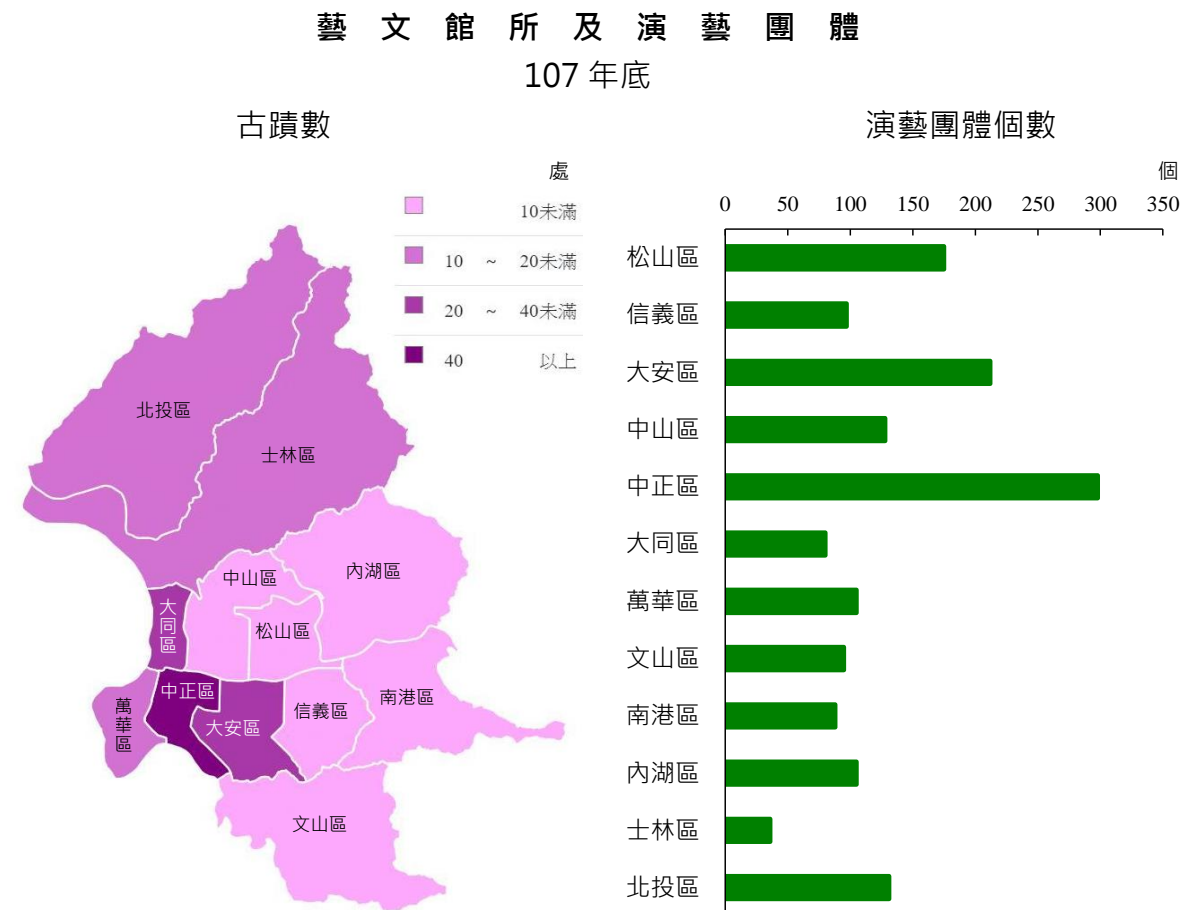 藝文館所及演藝團體
107 年底
古蹟數
處
10未滿
10 ~ 20未滿
20 ~ 40未滿
40 以上
北投區
士林區
內湖區
中山區
大同區
松山區
中正區
南港區
萬華區
信義區
大安區
文山區
演藝團體個數
個
0 50 100 150 200 250 300 350
松山區
信義區
大安區
中山區
中正區
大同區
萬華區
文山區
南港區
內湖區
士林區
北投區